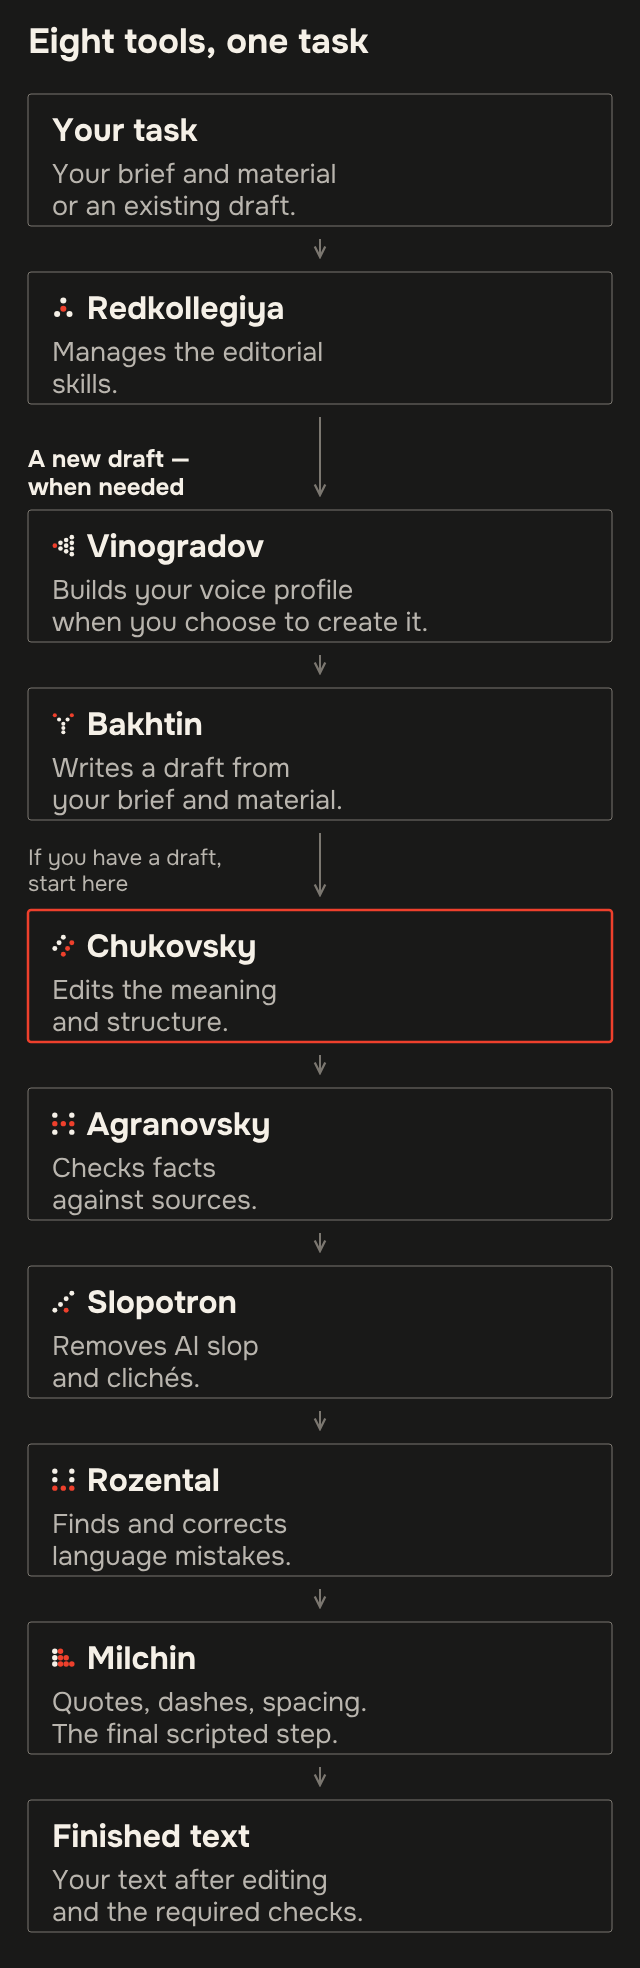 Eight tools, one task
Your task
Your brief and material
or an existing draft.
Redkollegiya
Manages the editorial
skills.
A new draft —
when needed
Vinogradov
Builds your voice profile
when you choose to create it.
Bakhtin
Writes a draft from
your brief and material.
If you have a draft,
start here
Chukovsky
Edits the meaning
and structure.
Agranovsky
Checks facts
against sources.
Slopotron
Removes AI slop
and clichés.
Rozental
Finds and corrects
language mistakes.
Milchin
Quotes, dashes, spacing.
The final scripted step.
Finished text
Your text after editing
and the required checks.